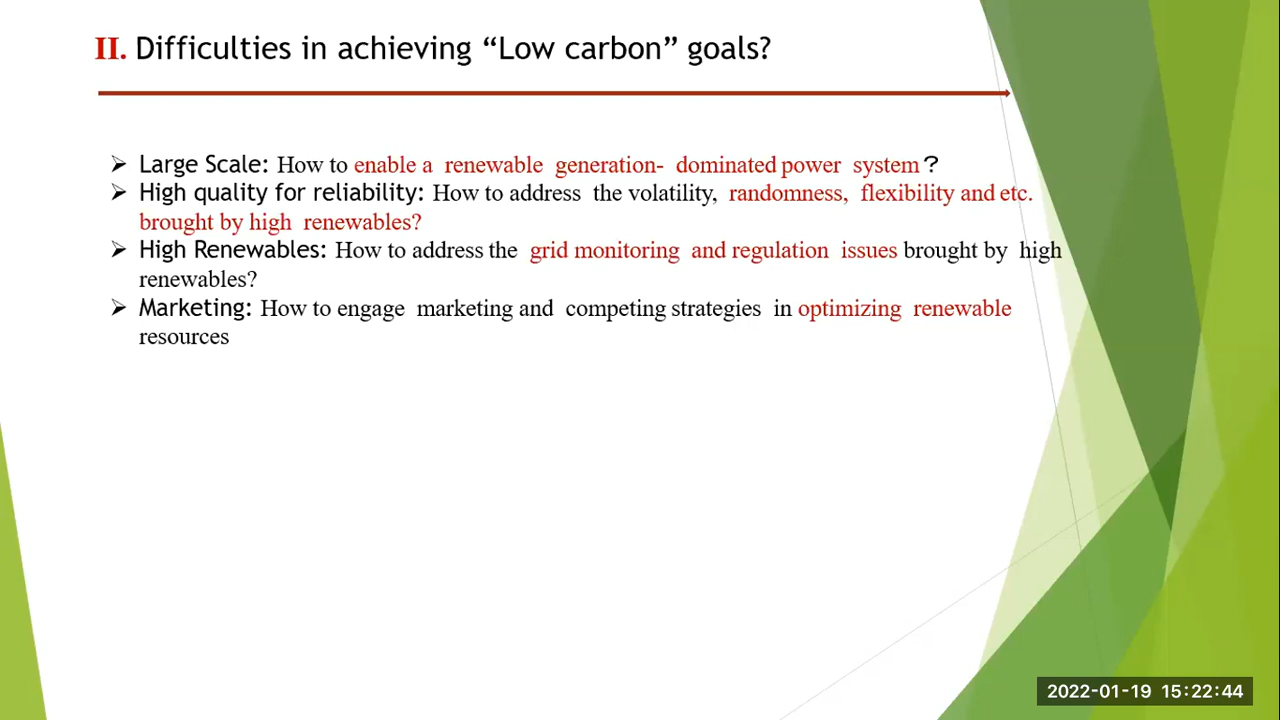 II. Difficulties in achieving “Low carbon” goals?
➢ Large Scale: How to enable a renewable generation- dominated power system？
➢ High quality for reliability: How to address the volatility, randomness, flexibility and etc.
brought by high renewables?
➢ High Renewables: How to address the grid monitoring and regulation issues brought by high
renewables?
➢ Marketing: How to engage marketing and competing strategies in optimizing renewable
resources
2022-01-19 15:22:44